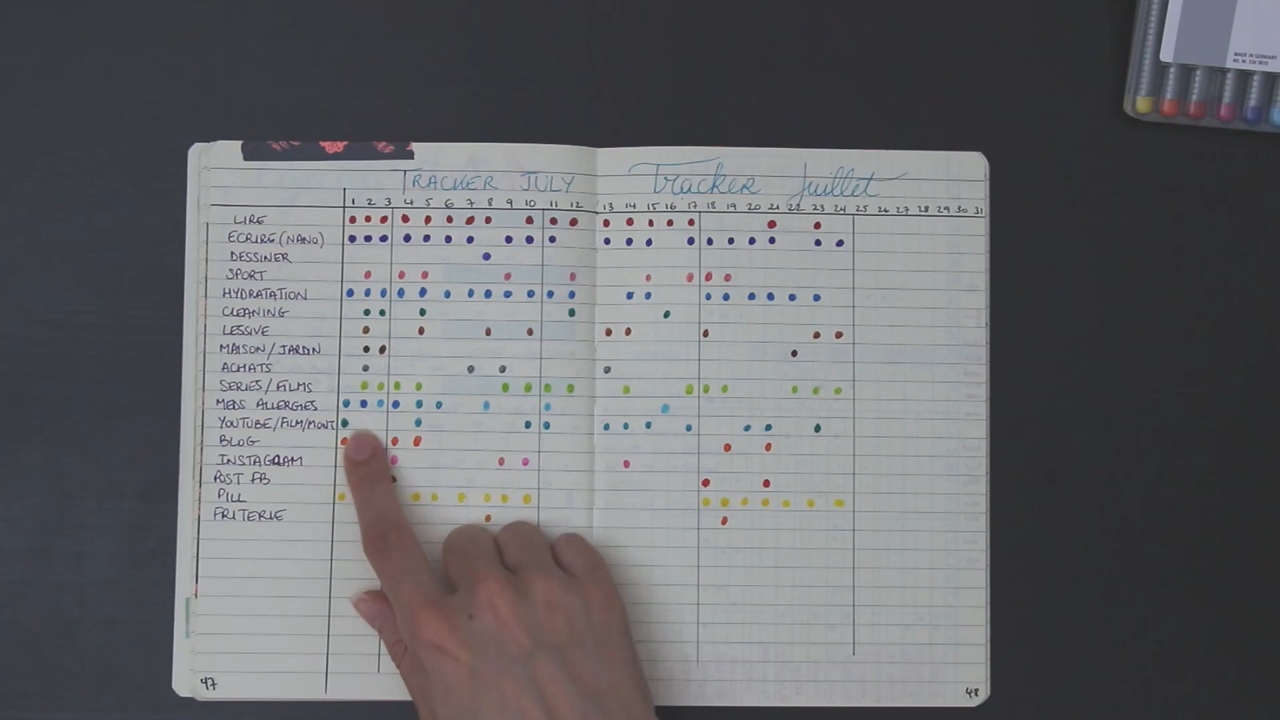 TRACKER JULY Tracker Juillet
1 2 3 4 5 6 7 8 9 10 11 12 13 14 15 16 17 18 19 20 21 22 23 24 25 26 27 28 29 30 31
LIRE
ECRIRE (NANO)
DESSINER
SPORT
HYDRATATION
CLEANING
LESSIVE
MAISON / JARDIN
ACHATS
SERIES / FILMS
MEDS ALLERGIES
YOUTUBE/FILM/MONT
BLOG
INSTAGRAM
POST FB
PILL
FRITERIE
47 48
MADE IN GERMANY